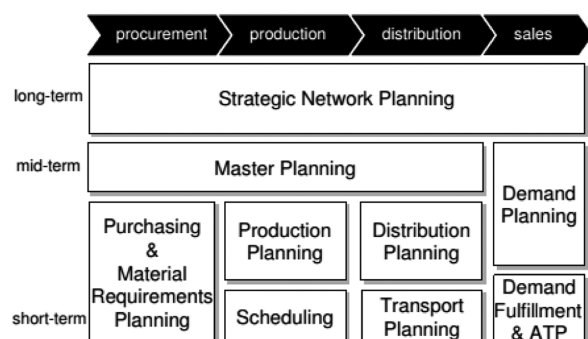 procurement production distribution sales
long-term
Strategic Network Planning
mid-term
Master Planning
Demand
Planning
Purchasing
&
Material
Requirements
Planning
Production
Planning
Distribution
Planning
short-term
Scheduling
Transport
Planning
Demand
Fulfillment
& ATP